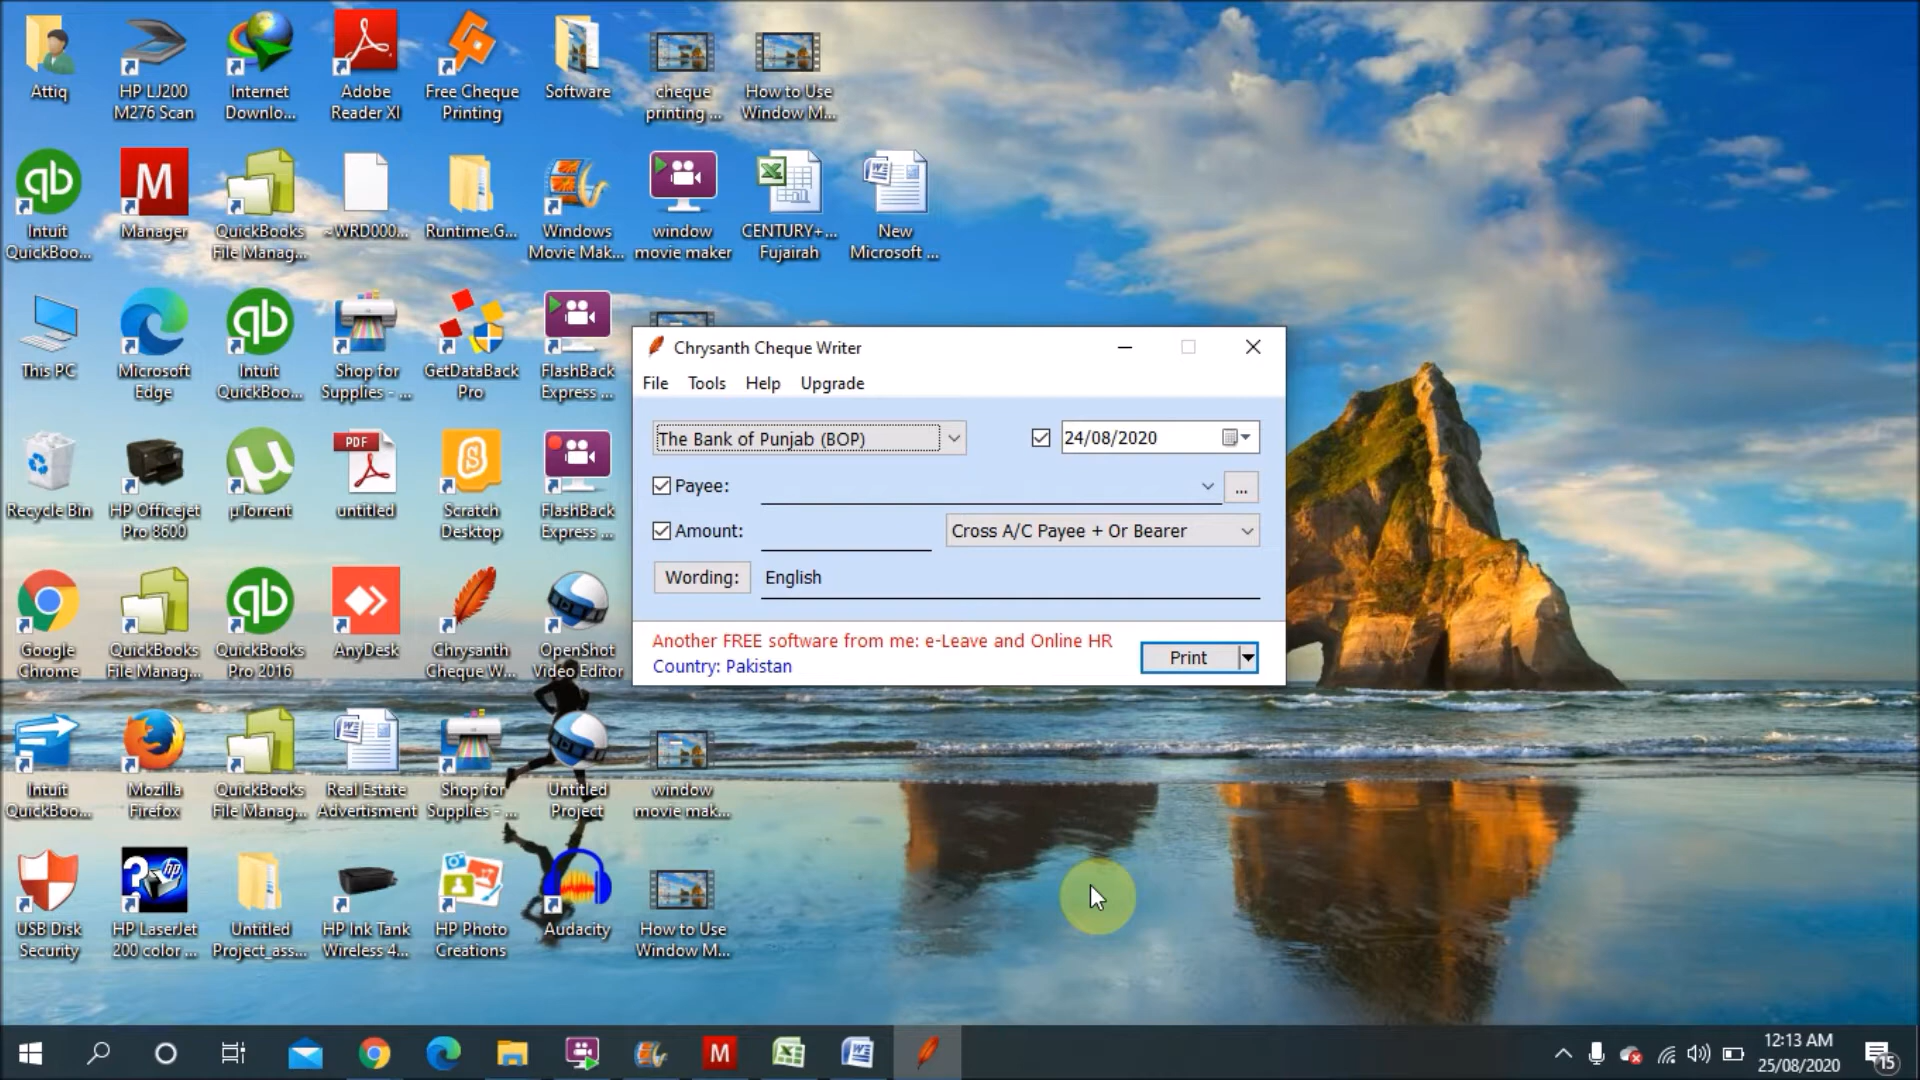 Attiq
HP LJ200
M276 Scan
Internet
Downlo...
Adobe
Reader XI
Free Cheque
Printing
Software
cheque
printing ...
How to Use
Window M...
qb
Intuit
QuickBoo...
M
Manager
QuickBooks
File Manag...
~WRD000...
Runtime.G...
Windows
Movie Mak...
window
movie maker
CENTURY+...
Fujairah
New
Microsoft ...
This PC
Microsoft
Edge
qb
Intuit
QuickBoo...
Shop for
Supplies - ...
GetDataBack
Pro
FlashBack
Express ...
Chrysanth Cheque Writer
File Tools Help Upgrade
The Bank of Punjab (BOP)
24/08/2020
Payee:
...
Amount:
Cross A/C Payee + Or Bearer
Wording:
English
Another FREE software from me: e-Leave and Online HR
Country: Pakistan
Print
Recycle Bin
HP Officejet
Pro 8600
µTorrent
PDF
untitled
Scratch
Desktop
FlashBack
Express ...
Google
Chrome
QuickBooks
File Manag...
qb
QuickBooks
Pro 2016
AnyDesk
Chrysanth
Cheque W...
OpenShot
Video Editor
Intuit
QuickBoo...
Mozilla
Firefox
QuickBooks
File Manag...
Real Estate
Advertisment
Shop for
Supplies - ...
Untitled
Project
window
movie mak...
USB Disk
Security
hp
HP LaserJet
200 color ...
Untitled
Project_ass...
HP Ink Tank
Wireless 4...
HP Photo
Creations
Audacity
How to Use
Window M...
M
12:13 AM
25/08/2020
15